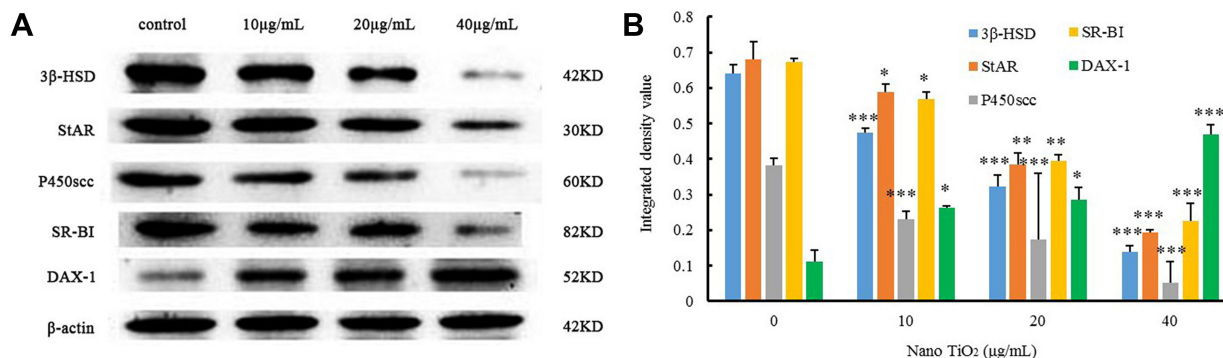 A
control 10μg/mL 20μg/mL 40μg/mL
3β-HSD 42KD
StAR 30KD
P450scc 60KD
SR-BI 82KD
DAX-1 52KD
β-actin 42KD
B
0.8
0.7
0.6
0.5
0.4
0.3
0.2
0.1
0
Integrated density value
3β-HSD SR-BI
StAR DAX-1
P450scc
*** * *** * *
*** ** *** ** *
*** *** *** *** ***
0 10 20 40
Nano TiO₂ (μg/mL)